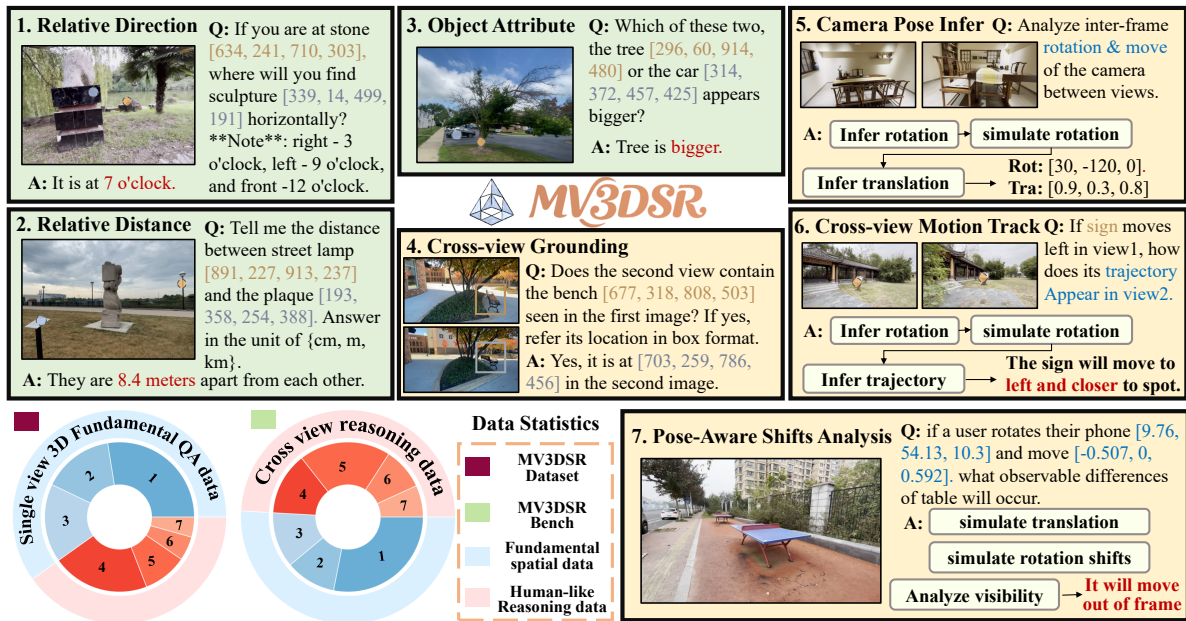 1. Relative Direction
Q: If you are at stone
[634, 241, 710, 303],
where will you find
sculpture [339, 14, 499,
191] horizontally?
**Note**: right - 3
o'clock, left - 9 o'clock,
and front -12 o'clock.
A: It is at 7 o'clock.
2. Relative Distance
Q: Tell me the distance
between street lamp
[891, 227, 913, 237]
and the plaque [193,
358, 254, 388]. Answer
in the unit of {cm, m,
km}.
A: They are 8.4 meters apart from each other.
3. Object Attribute
Q: Which of these two,
the tree [296, 60, 914,
480] or the car [314,
372, 457, 425] appears
bigger?
A: Tree is bigger.
MV3DSR
4. Cross-view Grounding
Q: Does the second view contain
the bench [677, 318, 808, 503]
seen in the first image? If yes,
refer its location in box format.
A: Yes, it is at [703, 259, 786,
456] in the second image.
5. Camera Pose Infer Q: Analyze inter-frame
rotation & move
of the camera
between views.
A: Infer rotation simulate rotation
Infer translation
Rot: [30, -120, 0].
Tra: [0.9, 0.3, 0.8]
6. Cross-view Motion Track Q: If sign moves
left in view1, how
does its trajectory
Appear in view2.
A: Infer rotation simulate rotation
Infer trajectory
The sign will move to
left and closer to spot.
Single view 3D Fundamental QA data
1
2
3
4
5
6
7
Cross view reasoning data
1
2
3
4
5
6
7
Data Statistics
MV3DSR
Dataset
MV3DSR
Bench
Fundamental
spatial data
Human-like
Reasoning data
7. Pose-Aware Shifts Analysis
Q: if a user rotates their phone [9.76,
54.13, 10.3] and move [-0.507, 0,
0.592]. what observable differences
of table will occur.
A: simulate translation
simulate rotation shifts
Analyze visibility
It will move
out of frame